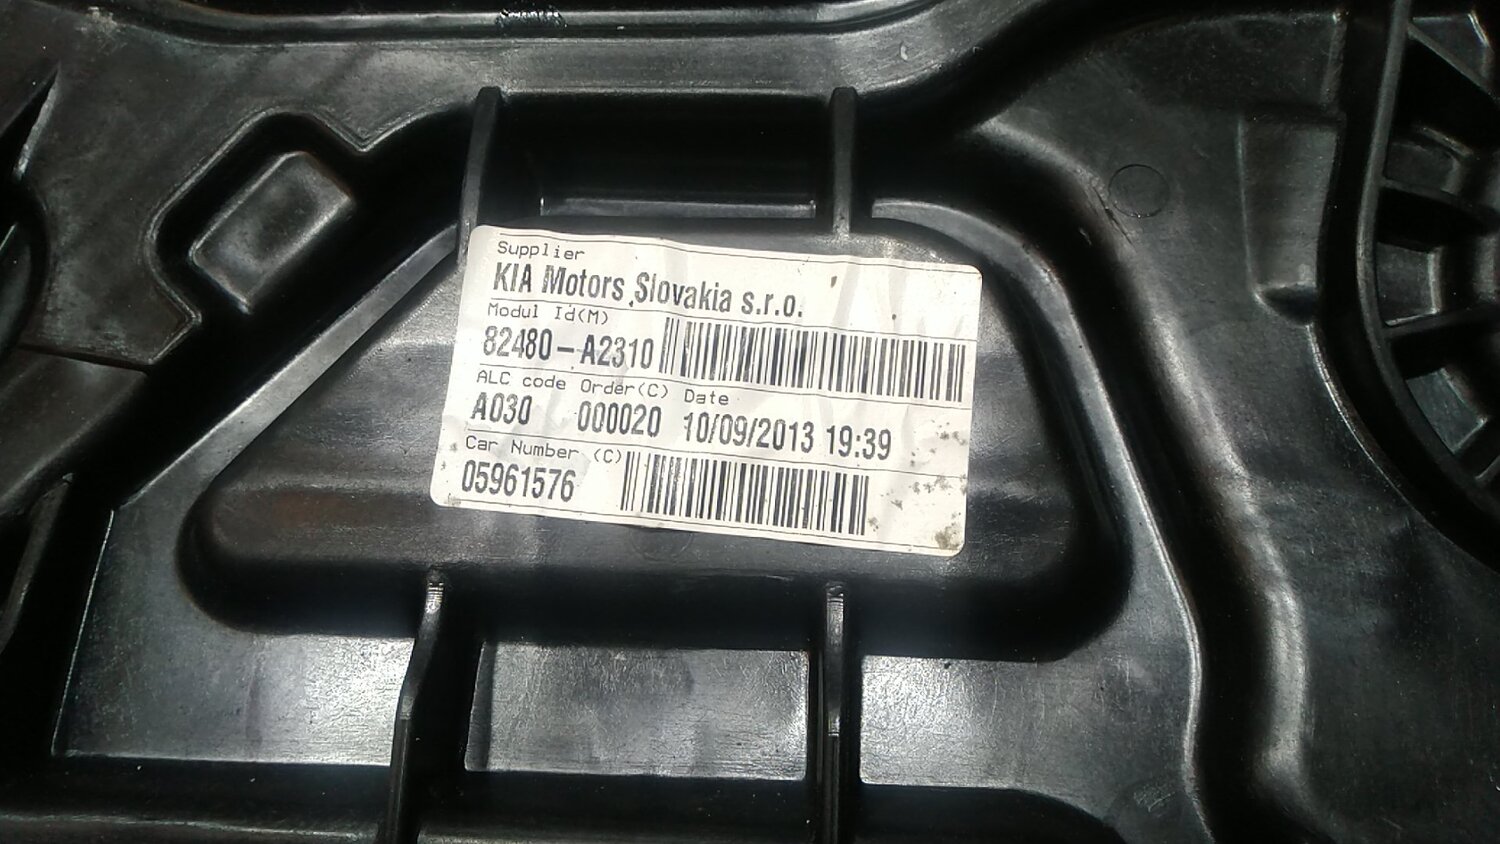 Supplier
KIA Motors Slovakia s.r.o.
Modul Id(M)
82480-A2310
ALC code Order(C) Date
A030 000020 10/09/2013 19:39
Car Number (C)
05961576